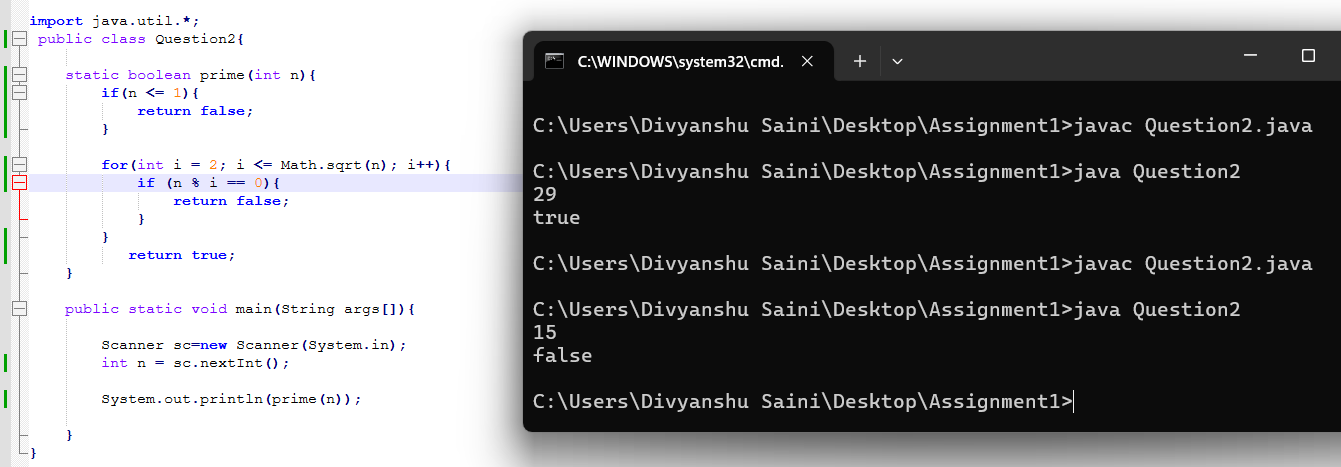 import java.util.*;
public class Question2{
static boolean prime(int n){
if(n <= 1){
return false;
}
for(int i = 2; i <= Math.sqrt(n); i++){
if (n % i == 0){
return false;
}
}
return true;
}
public static void main(String args[]){
Scanner sc=new Scanner(System.in);
int n = sc.nextInt();
System.out.println(prime(n));
}
}
C:\WINDOWS\system32\cmd.
C:\Users\Divyanshu Saini\Desktop\Assignment1>javac Question2.java
C:\Users\Divyanshu Saini\Desktop\Assignment1>java Question2
29
true
C:\Users\Divyanshu Saini\Desktop\Assignment1>javac Question2.java
C:\Users\Divyanshu Saini\Desktop\Assignment1>java Question2
15
false
C:\Users\Divyanshu Saini\Desktop\Assignment1>